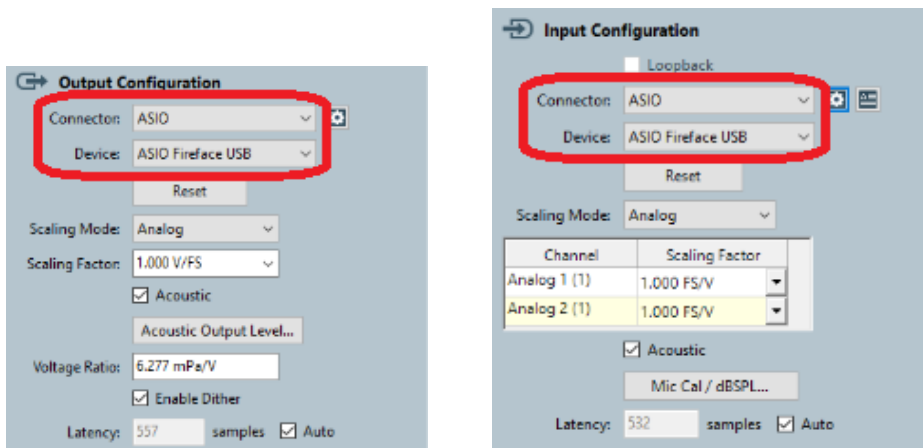 Output Configuration
Connector: ASIO
Device: ASIO Fireface USB
Reset
Scaling Mode: Analog
Scaling Factor: 1.000 V/FS
Acoustic
Acoustic Output Level...
Voltage Ratio: 6.277 mPa/V
Enable Dither
Latency: 557 samples Auto
Input Configuration
Loopback
Connector: ASIO
Device: ASIO Fireface USB
Reset
Scaling Mode: Analog
Channel Scaling Factor
Analog 1 (1) 1.000 FS/V
Analog 2 (1) 1.000 FS/V
Acoustic
Mic Cal / dBSPL...
Latency: 532 samples Auto